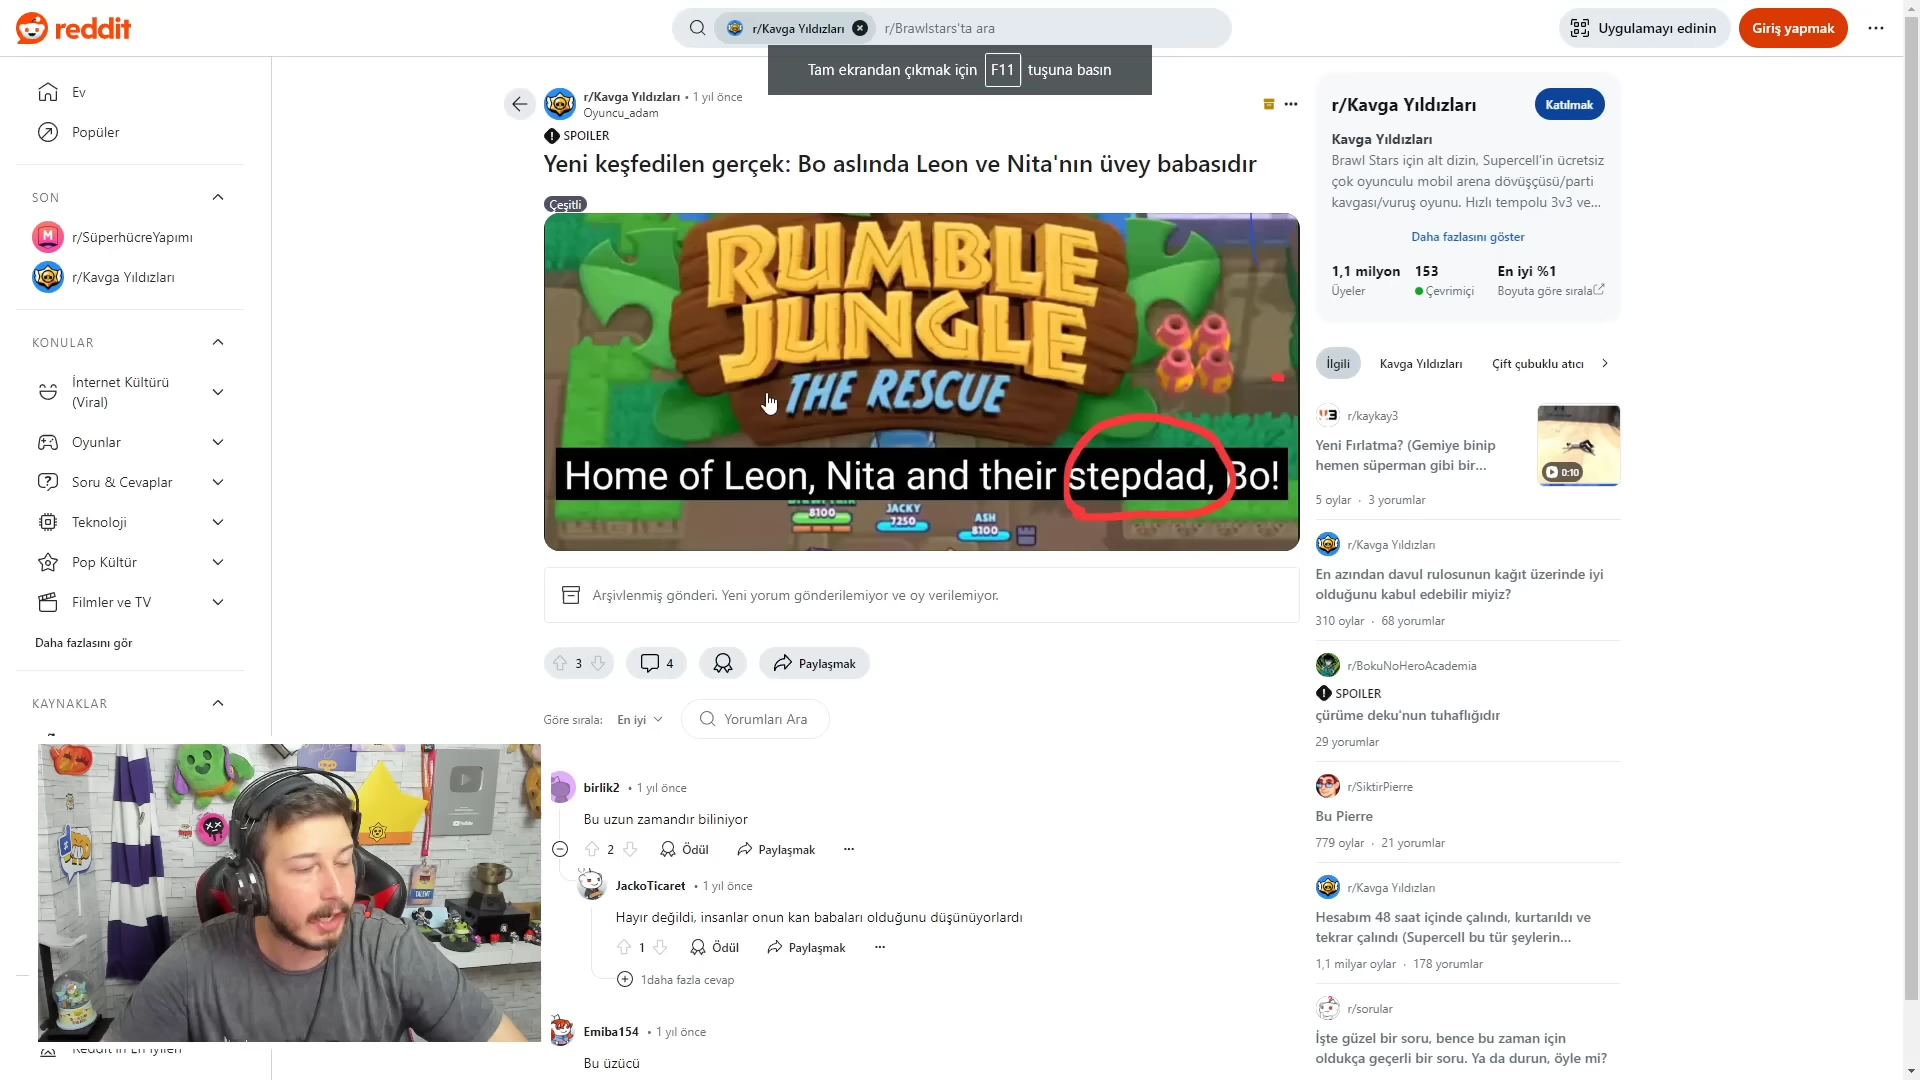 reddit
r/Kavga Yıldızları
r/Brawlstars'ta ara
Uygulamayı edinin
Giriş yapmak
Tam ekrandan çıkmak için F11 tuşuna basın
Ev
Popüler
SON
r/SüperhücreYapımı
r/Kavga Yıldızları
KONULAR
İnternet Kültürü
(Viral)
Oyunlar
Soru & Cevaplar
Teknoloji
Pop Kültür
Filmler ve TV
Daha fazlasını gör
KAYNAKLAR
Reddit'in En İyileri
r/Kavga Yıldızları • 1 yıl önce
Oyuncu_adam
SPOILER
Yeni keşfedilen gerçek: Bo aslında Leon ve Nita'nın üvey babasıdır
Çeşitli
RUMBLE
JUNGLE
THE RESCUE
Home of Leon, Nita and their stepdad, Bo!
8100
JACKY
7250
ASH
8100
Arşivlenmiş gönderi. Yeni yorum gönderilemiyor ve oy verilemiyor.
3
4
Paylaşmak
Göre sırala: En iyi
Yorumları Ara
birlik2 • 1 yıl önce
Bu uzun zamandır biliniyor
2 Ödül Paylaşmak
JackoTicaret • 1 yıl önce
Hayır değildi, insanlar onun kan babaları olduğunu düşünüyorlardı
1 Ödül Paylaşmak
1daha fazla cevap
Emiba154 • 1 yıl önce
Bu üzücü
r/Kavga Yıldızları
Katılmak
Kavga Yıldızları
Brawl Stars için alt dizin, Supercell'in ücretsiz
çok oyunculu mobil arena dövüşçüsü/parti
kavgası/vuruş oyunu. Hızlı tempolu 3v3 ve...
Daha fazlasını göster
1,1 milyon 153 En iyi %1
Üyeler Çevrimiçi Boyuta göre sırala
İlgili
Kavga Yıldızları
Çift çubuklu atıcı
r/kaykay3
Yeni Fırlatma? (Gemiye binip
hemen süperman gibi bir...
0:10
5 oylar · 3 yorumlar
r/Kavga Yıldızları
En azından davul rulosunun kağıt üzerinde iyi
olduğunu kabul edebilir miyiz?
310 oylar · 68 yorumlar
r/BokuNoHeroAcademia
SPOILER
çürüme deku'nun tuhaflığıdır
29 yorumlar
r/SiktirPierre
Bu Pierre
779 oylar · 21 yorumlar
r/Kavga Yıldızları
Hesabım 48 saat içinde çalındı, kurtarıldı ve
tekrar çalındı (Supercell bu tür şeylerin...
1,1 milyar oylar · 178 yorumlar
r/sorular
İşte güzel bir soru, bence bu zaman için
oldukça geçerli bir soru. Ya da durun, öyle mi?